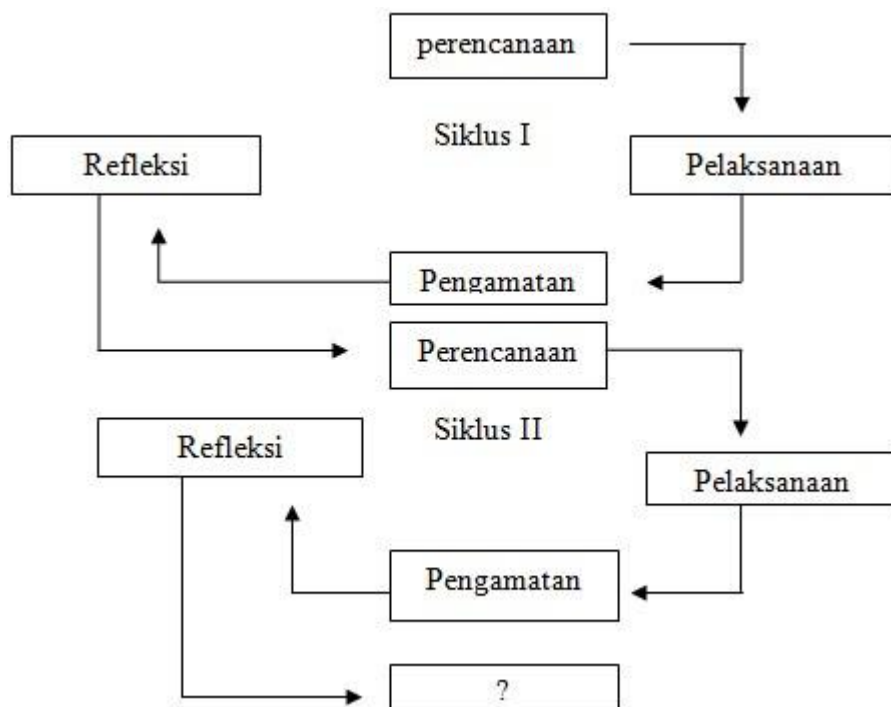 perencanaan
Siklus I
Refleksi
Pelaksanaan
Pengamatan
Perencanaan
Siklus II
Refleksi
Pelaksanaan
Pengamatan
?